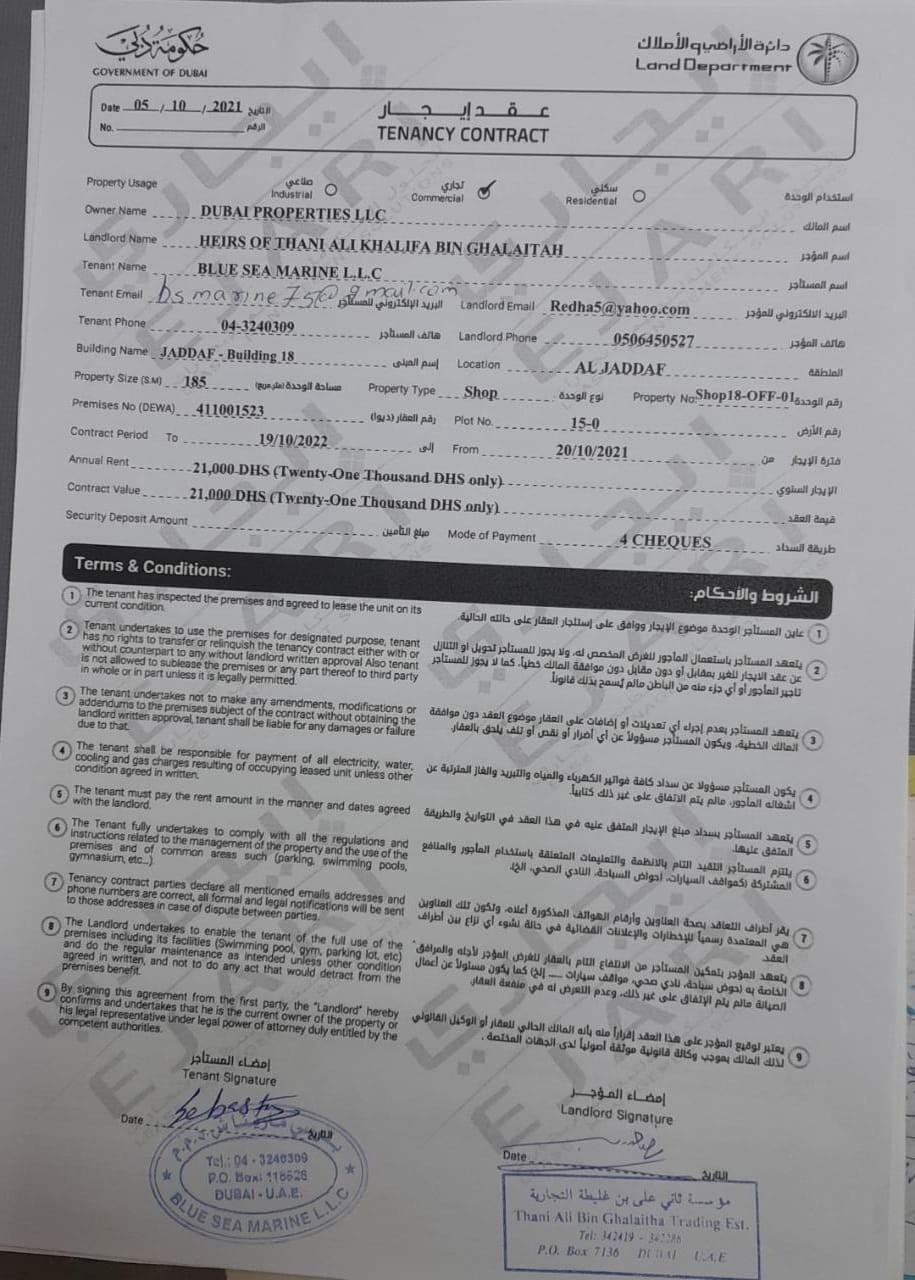 حكومة دبي
GOVERNMENT OF DUBAI
دائرة الأراضي والأملاك
Land Department
Date 05 / 10 / 2021 التاريخ
No. الرقم
عقد إيجار
TENANCY CONTRACT
Property Usage صناعي Industrial تجاري Commercial سكني Residential استخدام الوحدة
Owner Name DUBAI PROPERTIES LLC اسم المالك
Landlord Name HEIRS OF THANI ALI KHALIFA BIN GHALAITAH اسم المؤجر
Tenant Name BLUE SEA MARINE L.L.C اسم المستأجر
Tenant Email bsmarine75@gmail.com البريد الإلكتروني للمستأجر Landlord Email Redha5@yahoo.com البريد الالكتروني للمؤجر
Tenant Phone 04-3240309 هاتف المستأجر Landlord Phone 0506450527 هاتف المؤجر
Building Name JADDAF - Building 18 إسم المبنى Location AL JADDAF المنطقة
Property Size (S.M) 185 مساحة الوحدة (متر مربع) Property Type Shop نوع الوحدة Property No: Shop18-OFF-01 رقم الوحدة
Premises No (DEWA) 411001523 رقم العقار (ديوا) Plot No. 15-0 رقم الأرض
Contract Period To 19/10/2022 إلى From 20/10/2021 من فترة الإيجار
Annual Rent 21,000 DHS (Twenty-One Thousand DHS only) الإيجار السنوي
Contract Value 21,000 DHS (Twenty-One Thousand DHS only) قيمة العقد
Security Deposit Amount مبلغ التأمين Mode of Payment 4 CHEQUES طريقة السداد
Terms & Conditions: الشروط والأحكام:
1 The tenant has inspected the premises and agreed to lease the unit on its
current condition.
1 عاين المستأجر الوحدة موضوع الإيجار ووافق على إستئجار العقار على حالته الحالية.
2 Tenant undertakes to use the premises for designated purpose, tenant
has no rights to transfer or relinquish the tenancy contract either with or
without counterpart to any without landlord written approval Also tenant
is not allowed to sublease the premises or any part thereof to third party
in whole or in part unless it is legally permitted.
2 يتعهد المستأجر باستعمال المأجور للغرض المخصص له، ولا يجوز للمستأجر تحويل او التنازل
عن عقد الايجار للغير بمقابل أو دون مقابل دون موافقة المالك خطياً، كما لا يجوز للمستأجر
تاجير المأجور أو أي جزء منه من الباطن مالم يُسمح بذلك قانوناً.
3 The tenant undertakes not to make any amendments, modifications or
addendums to the premises subject of the contract without obtaining the
landlord written approval, tenant shall be liable for any damages or failure
due to that.
3 يتعهد المستأجر بعدم إجراء أي تعديلات أو إضافات على العقار موضوع العقد دون موافقة
المالك الخطية، ويكون المستأجر مسؤولاً عن أي أضرار أو نقص أو تلف يلحق بالعقار.
4 The tenant shall be responsible for payment of all electricity, water,
cooling and gas charges resulting of occupying leased unit unless other
condition agreed in written.
4 يكون المستأجر مسؤولا عن سداد كافة فواتير الكهرباء والمياه والتبريد والغاز المترتبة عن
اشغاله المأجور، مالم يتم الاتفاق على غير ذلك كتابياً.
5 The tenant must pay the rent amount in the manner and dates agreed
with the landlord.
5 يتعهد المستأجر بسداد مبلغ الإيجار المتفق عليه في هذا العقد في التواريخ والطريقة
المتفق عليها.
6 The Tenant fully undertakes to comply with all the regulations and
instructions related to the management of the property and the use of the
premises and of common areas such (parking, swimming pools,
gymnasium, etc...).
6 يلتزم المستأجر التقيد التام بالانظمة والتعليمات المتعلقة باستخدام المأجور والمنافع
المشتركة (كمواقف السيارات، أحواض السباحة، النادي الصحي، الخ).
7 Tenancy contract parties declare all mentioned emails addresses and
phone numbers are correct, all formal and legal notifications will be sent
to those addresses in case of dispute between parties.
7 يقر أطراف التعاقد بصحة العناوين وأرقام الهواتف المذكورة أعلاه، وتكون تلك العناوين
هي المعتمدة رسمياً للإخطارات والإعلانات القضائية في حالة نشوء أي نزاع بين أطراف
العقد
8 The Landlord undertakes to enable the tenant of the full use of the
premises including its facilities (Swimming pool, gym, parking lot, etc)
and do the regular maintenance as intended unless other condition
agreed in written, and not to do any act that would detract from the
premises benefit.
8 يتعهد المؤجر بتمكين المستأجر من الانتفاع التام بالعقار للغرض المؤجر لأجله والمرافق
الخاصة به (حوض سباحة، نادي صحي، مواقف سيارات .... إلخ) كما يكون مسئولاً عن أعمال
الصيانة مالم يتم الإتفاق على غير ذلك، وعدم التعرض له في منفعة العقار.
9 By signing this agreement from the first party, the "Landlord" hereby
confirms and undertakes that he is the current owner of the property or
his legal representative under legal power of attorney duly entitled by the
competent authorities.
9 يعتبر توقيع المؤجر على هذا العقد إقراراً منه بأنه المالك الحالي للعقار أو الوكيل القانوني
لذلك المالك بموجب وكالة قانونية موثقة أصولياً لدى الجهات المختصة.
إمضاء المستأجر
Tenant Signature
Date التاريخ
Tel.: 04 - 3240309
P.O. Box: 118628
DUBAI - U.A.E.
BLUE SEA MARINE L.L.C
إمضاء المؤجر
Landlord Signature
Date التاريخ
مؤسسة ثاني علي بن غليطة التجارية
Thani Ali Bin Ghalaitha Trading Est.
Tel: 342419 - 342286
P.O. Box 7136 DUBAI U.A.E
إيجاري
EJARI